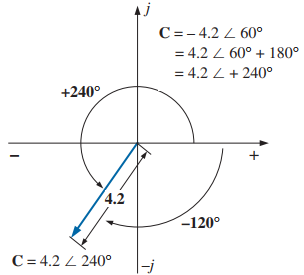 j
C = – 4.2 ∠ 60°
= 4.2 ∠ 60° + 180°
= 4.2 ∠ + 240°
+240°
–
+
4.2
–120°
C = 4.2 ∠ 240°
–j